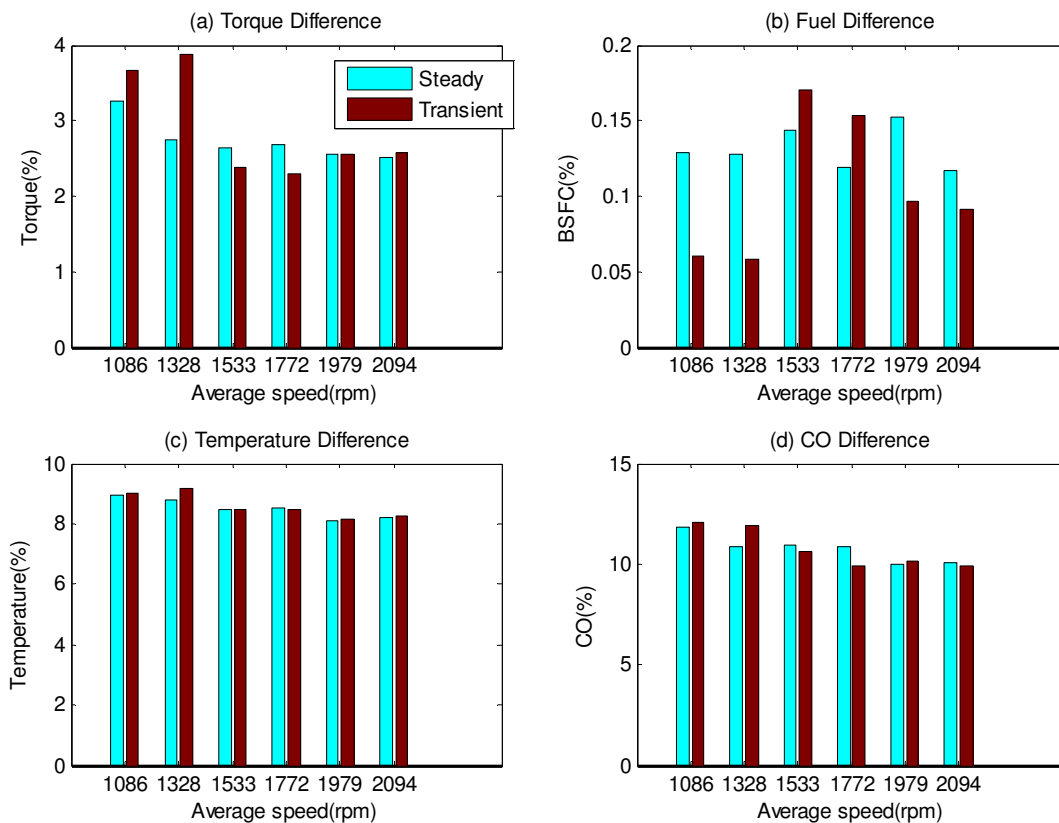 (a) Torque Difference
4
3
2
1
0
Torque(%)
Steady
Transient
1086 1328 1533 1772 1979 2094
Average speed(rpm)
(b) Fuel Difference
0.2
0.15
0.1
0.05
0
BSFC(%)
1086 1328 1533 1772 1979 2094
Average speed(rpm)
(c) Temperature Difference
10
8
6
4
2
0
Temperature(%)
1086 1328 1533 1772 1979 2094
Average speed(rpm)
(d) CO Difference
15
10
5
0
CO(%)
1086 1328 1533 1772 1979 2094
Average speed(rpm)